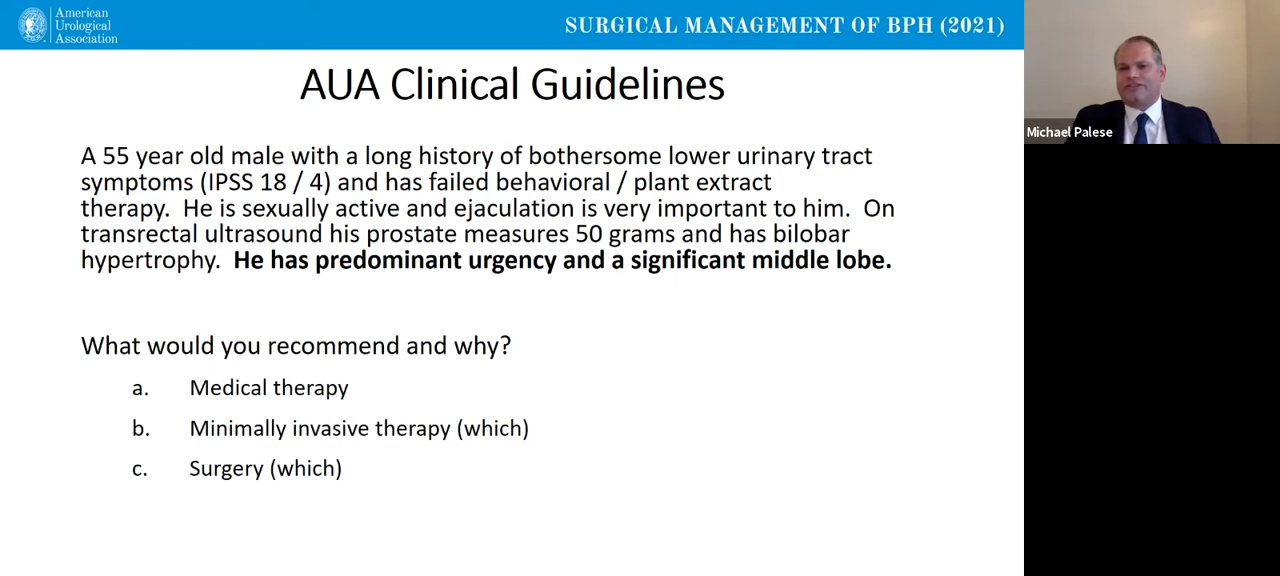 American
Urological
Association
SURGICAL MANAGEMENT OF BPH (2021)
AUA Clinical Guidelines
A 55 year old male with a long history of bothersome lower urinary tract
symptoms (IPSS 18 / 4) and has failed behavioral / plant extract
therapy.  He is sexually active and ejaculation is very important to him.  On
transrectal ultrasound his prostate measures 50 grams and has bilobar
hypertrophy.  He has predominant urgency and a significant middle lobe.
What would you recommend and why?
a. Medical therapy
b. Minimally invasive therapy (which)
c. Surgery (which)
Michael Palese